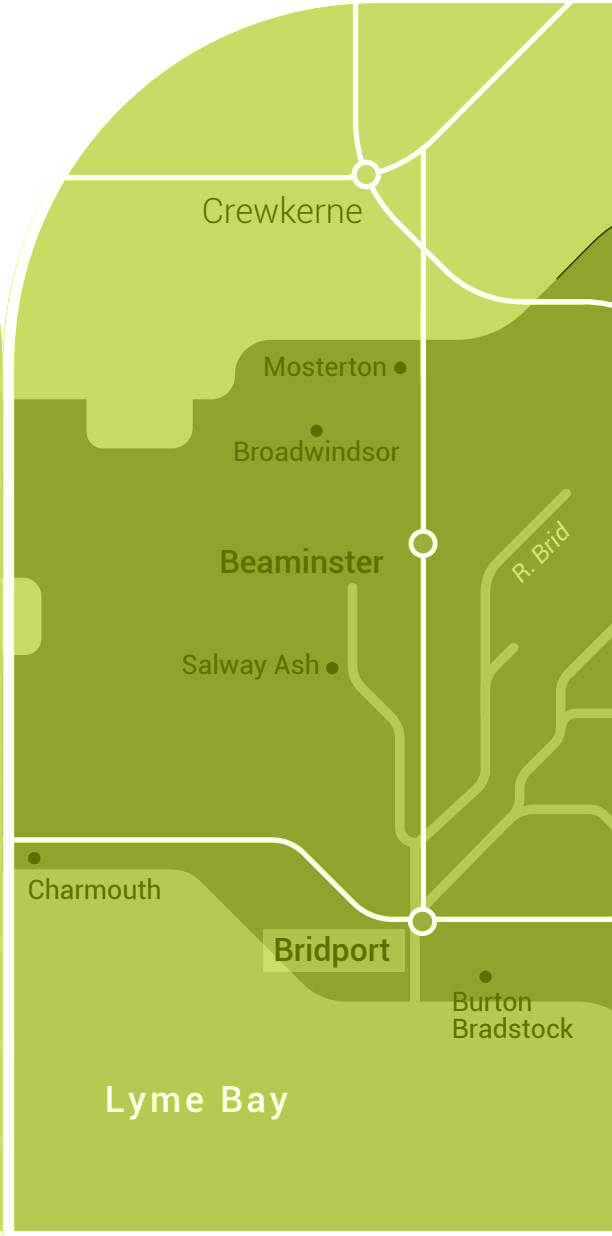 Crewkerne
Mosterton
Broadwindsor
Beaminster
R. Brid
Salway Ash
Charmouth
Bridport
Burton
Bradstock
Lyme Bay